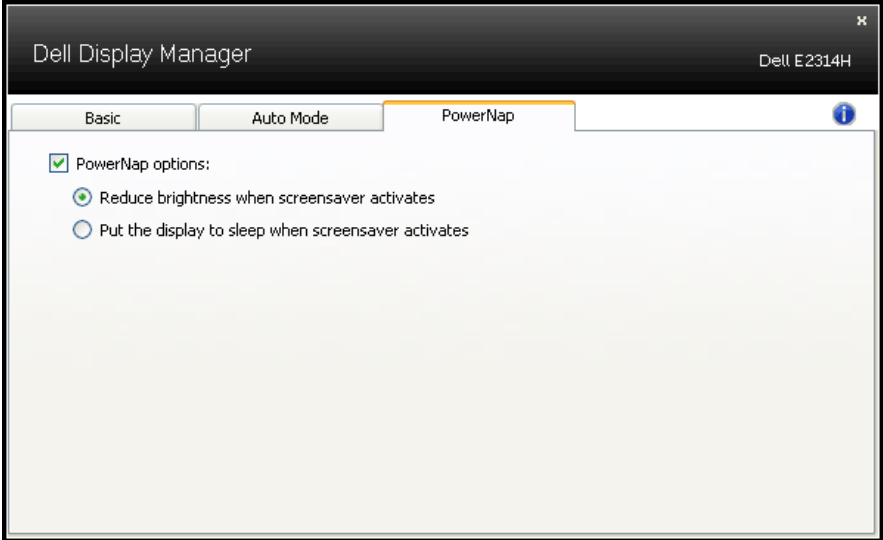 Dell Display Manager
Dell E2314H
Basic
Auto Mode
PowerNap
PowerNap options:
Reduce brightness when screensaver activates
Put the display to sleep when screensaver activates